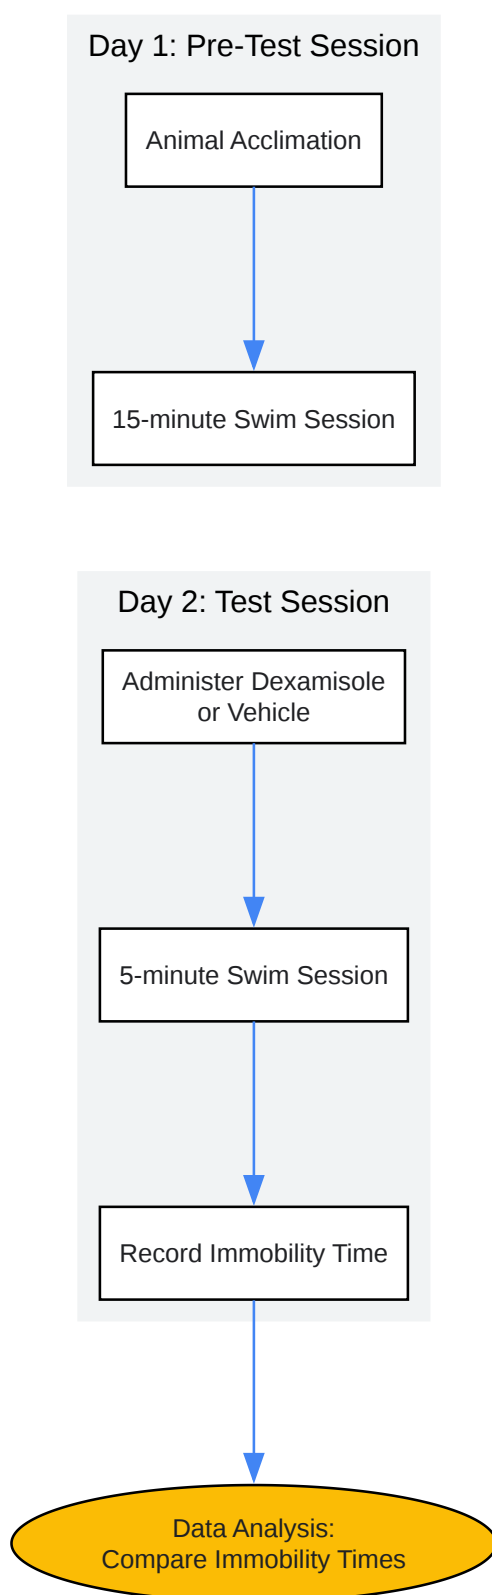 Day 1: Pre-Test Session
Animal Acclimation
15-minute Swim Session
Day 2: Test Session
Administer Dexamisole
or Vehicle
5-minute Swim Session
Record Immobility Time
Data Analysis:
Compare Immobility Times